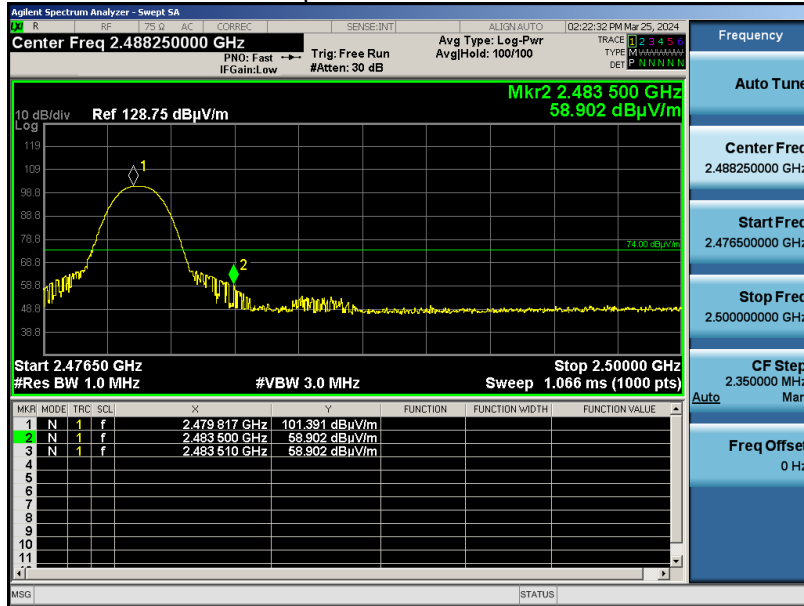 Agilent Spectrum Analyzer - Swept SA
LXI R RF 75 Ω AC CORREC SENSE:INT ALIGN AUTO 02:22:32 PM Mar 25, 2024
Center Freq 2.488250000 GHz
PNO: Fast
IFGain:Low
Trig: Free Run
#Atten: 30 dB
Avg Type: Log-Pwr
Avg|Hold: 100/100
TRACE 1 2 3 4 5 6
TYPE M
DET P N N N N N
Mkr2 2.483 500 GHz
58.902 dBµV/m
10 dB/div Ref 128.75 dBµV/m
Log
119
109
98.8
88.8
78.8
68.8
58.8
48.8
38.8
1
2
74.00 dBµV/m
Start 2.47650 GHz Stop 2.50000 GHz
#Res BW 1.0 MHz #VBW 3.0 MHz Sweep 1.066 ms (1000 pts)
MKR MODE TRC SCL X Y FUNCTION FUNCTION WIDTH FUNCTION VALUE
1 N 1 f 2.479 817 GHz 101.391 dBµV/m
2 N 1 f 2.483 500 GHz 58.902 dBµV/m
3 N 1 f 2.483 510 GHz 58.902 dBµV/m
4
5
6
7
8
9
10
11
MSG STATUS
Frequency
Auto Tune
Center Freq
2.488250000 GHz
Start Freq
2.476500000 GHz
Stop Freq
2.500000000 GHz
CF Step
2.350000 MHz
Auto Man
Freq Offset
0 Hz